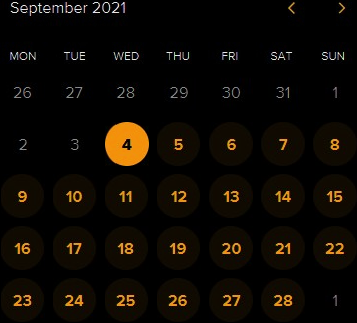 September 2021
MON TUE WED THU FRI SAT SUN
26 27 28 29 30 31 1
2 3 4 5 6 7 8
9 10 11 12 13 14 15
16 17 18 19 20 21 22
23 24 25 26 27 28 1